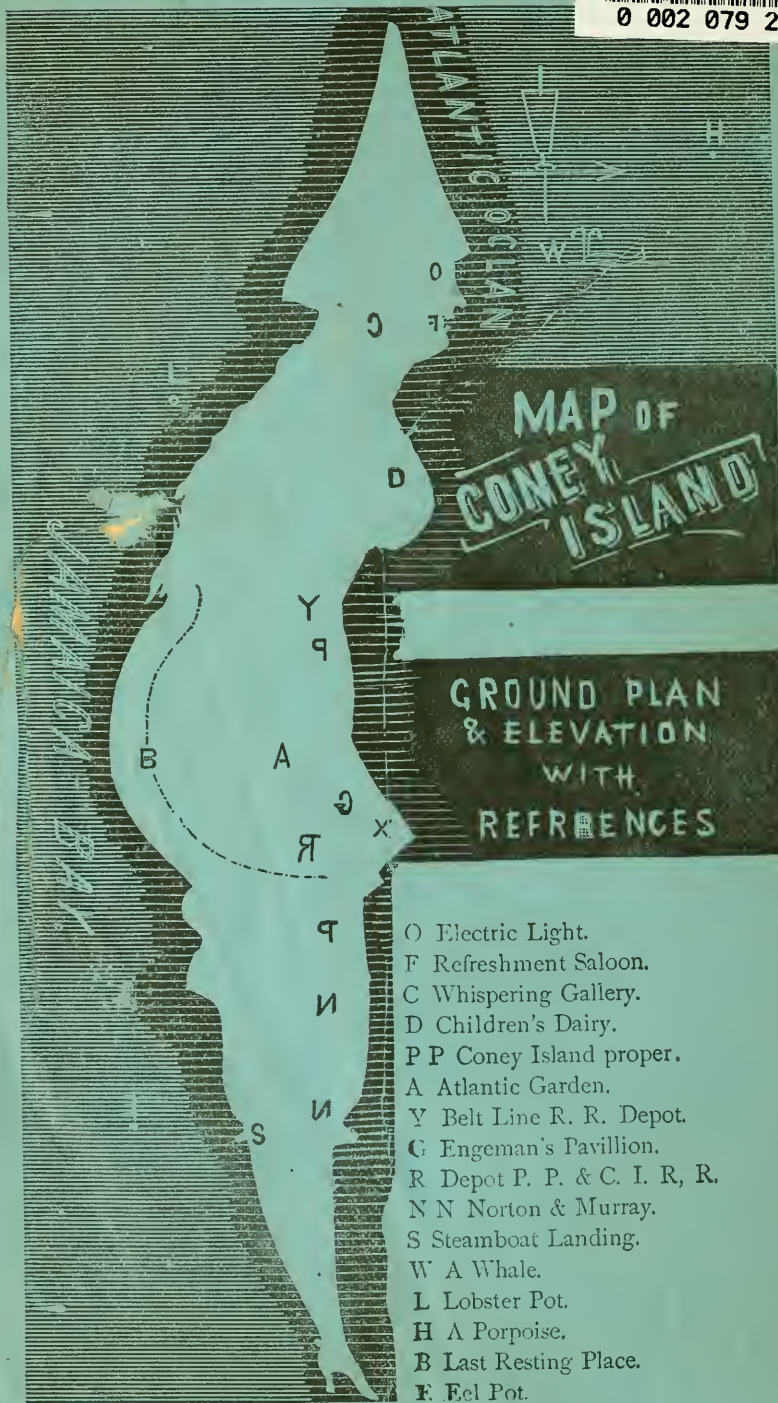 0 002 079 2
ATLANTIC OCEAN
H
W
O
C
F
L
MAP OF
CONEY
ISLAND
D
JAMAICA - BAY.
Y
P
GROUND PLAN
& ELEVATION
WITH
REFRRENCES
B
A
G
X
R
P
N
N
S
O Electric Light.
F Refreshment Saloon.
C Whispering Gallery.
D Children's Dairy.
P P Coney Island proper.
A Atlantic Garden.
Y Belt Line R. R. Depot.
G Engeman's Pavillion.
R Depot P. P. & C. I. R, R.
N N Norton & Murray.
S Steamboat Landing.
W A Whale.
L Lobster Pot.
H A Porpoise.
B Last Resting Place.
E Eel Pot.